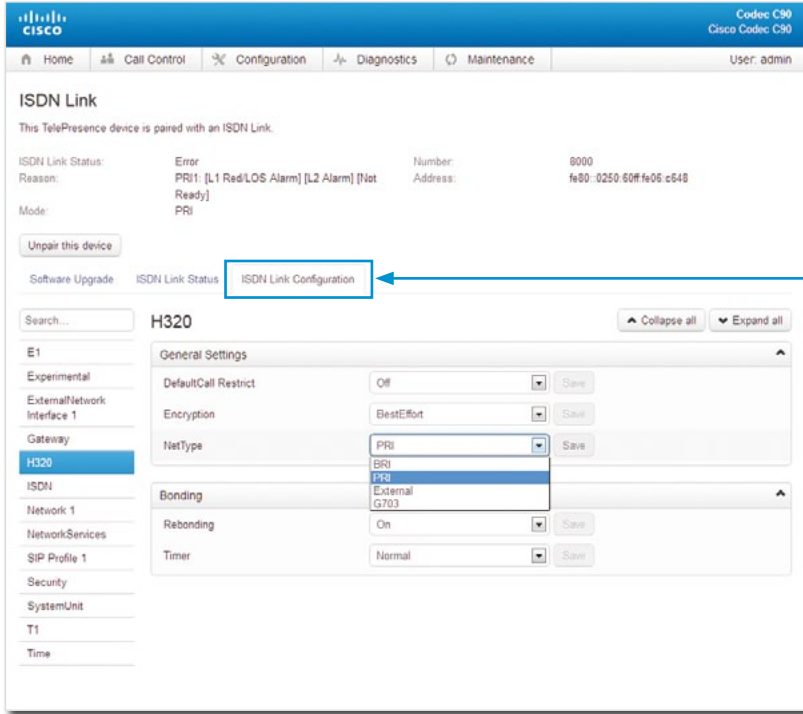 CISCO
Codec C90
Cisco Codec C90
Home Call Control Configuration Diagnostics Maintenance User: admin
ISDN Link
This TelePresence device is paired with an ISDN Link.
ISDN Link Status: Error Number: 8000
Reason: PRI1: [L1 Red/LOS Alarm] [L2 Alarm] [Not Address: fe80::0250:60ff:fe06:c648
Ready]
Mode: PRI
Unpair this device
Software Upgrade ISDN Link Status ISDN Link Configuration
Search... H320 Collapse all Expand all
E1
Experimental
ExternalNetwork
Interface 1
Gateway
H320
ISDN
Network 1
NetworkServices
SIP Profile 1
Security
SystemUnit
T1
Time
General Settings
DefaultCall Restrict Off Save
Encryption BestEffort Save
NetType PRI Save
BRI
PRI
External
G703
Bonding
Rebonding On Save
Timer Normal Save